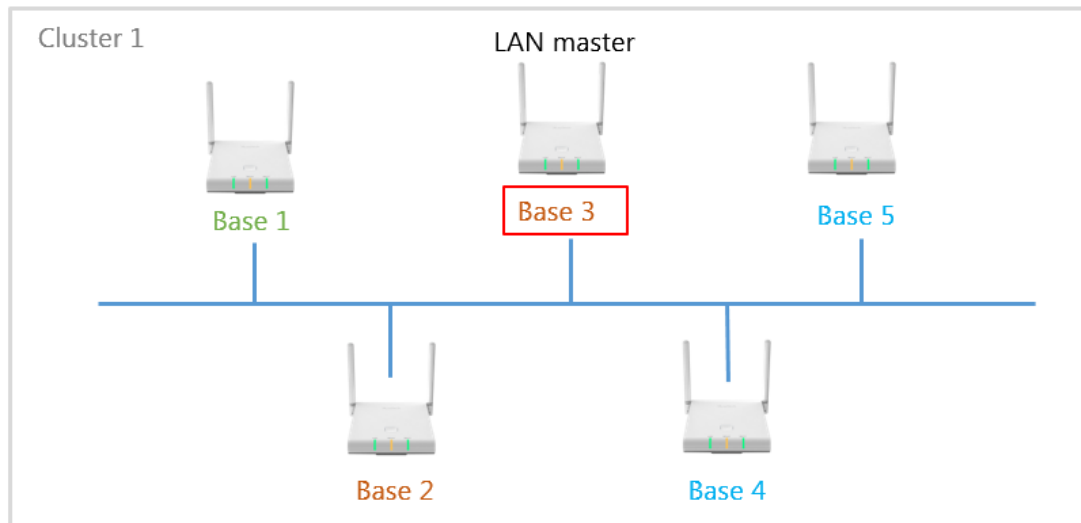 Cluster 1
LAN master
Base 1
Base 3
Base 5
Base 2
Base 4